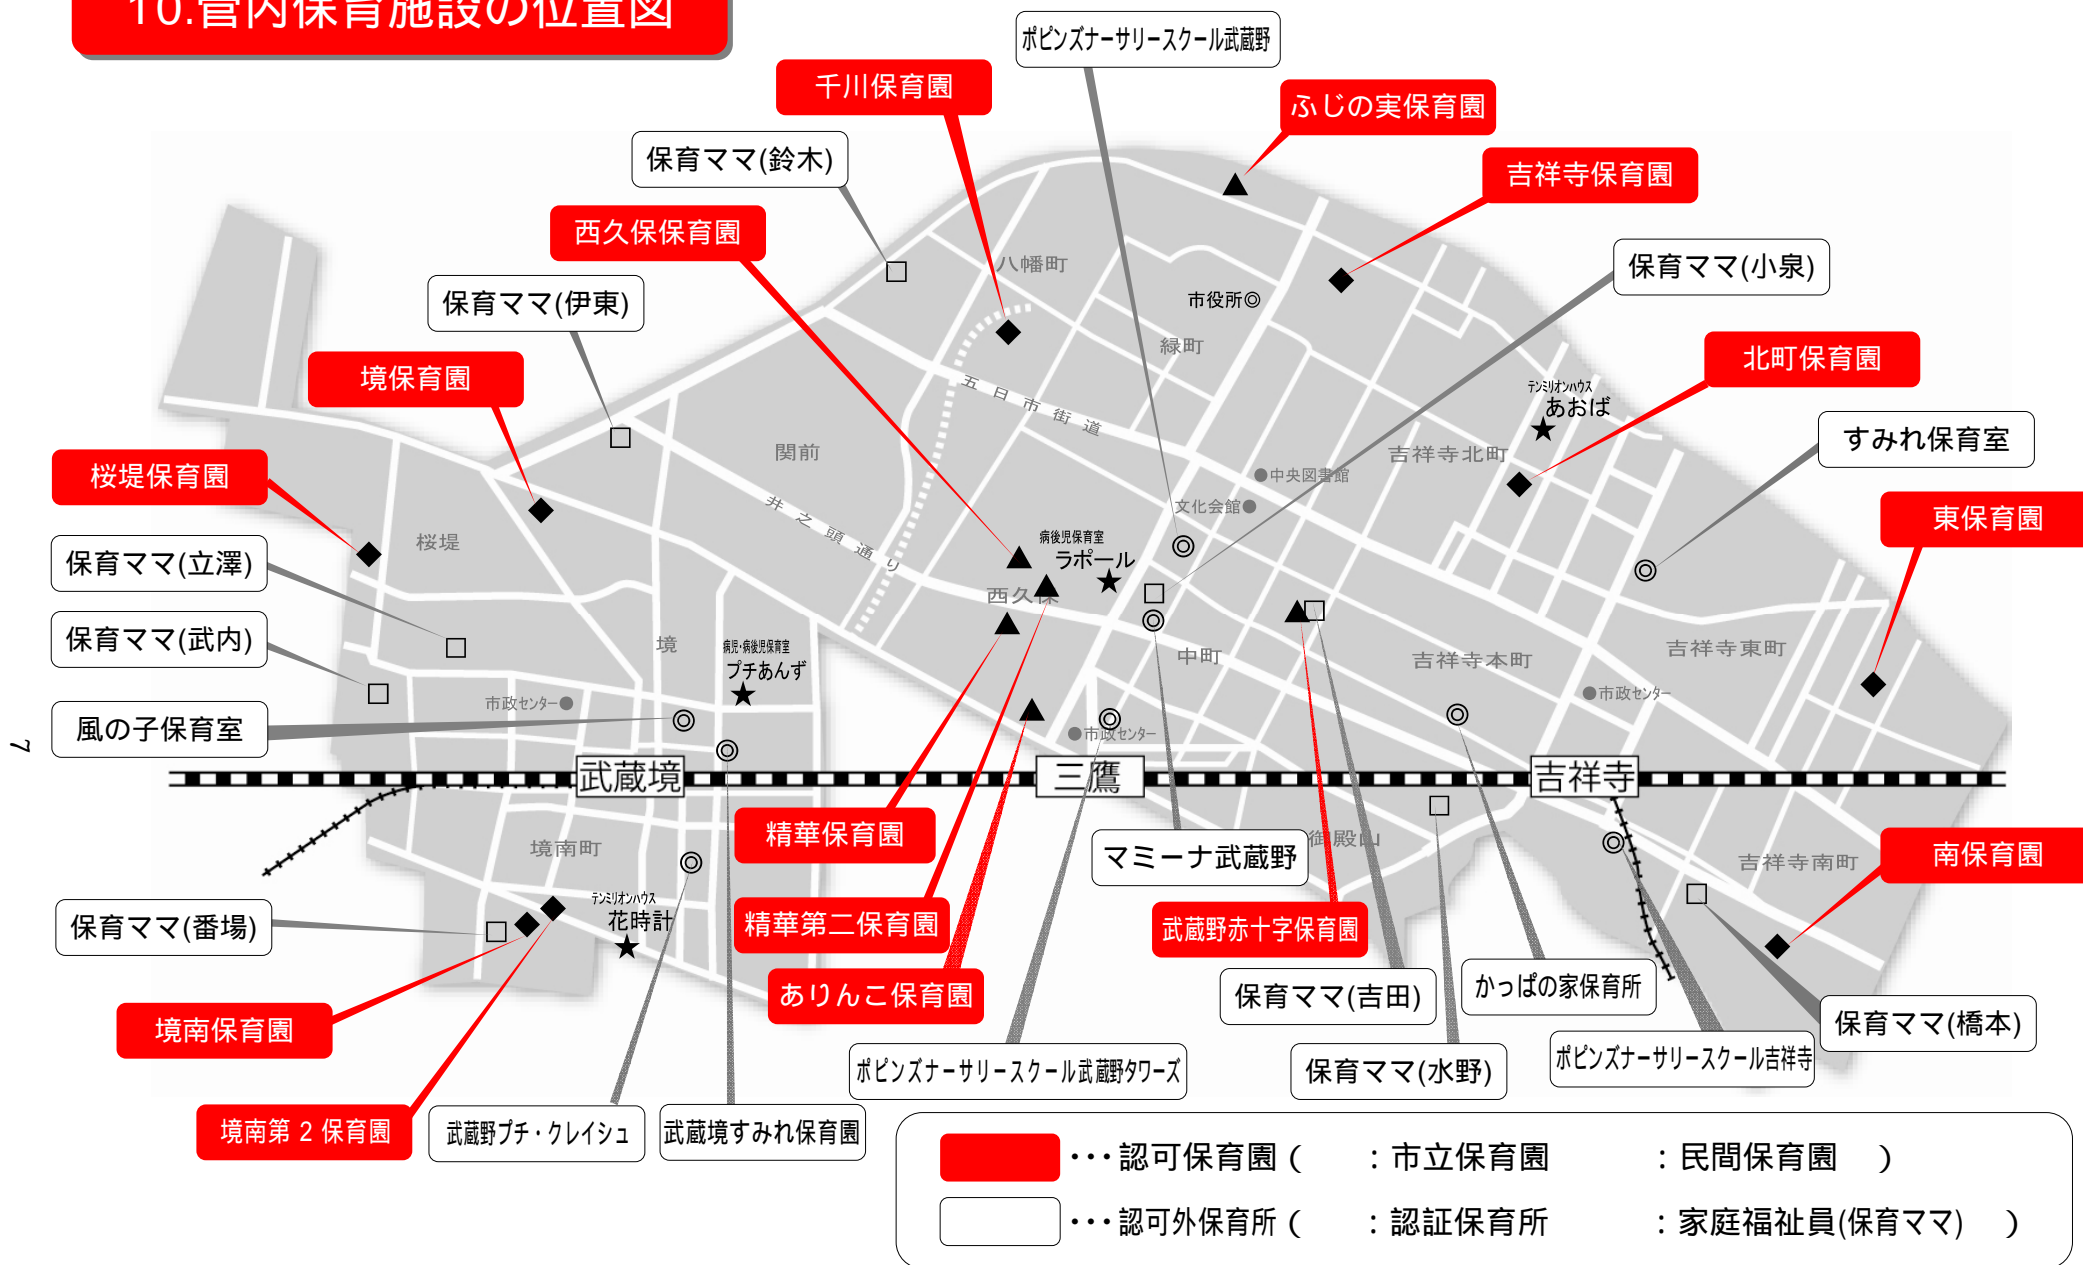 10.管内保育施設の位置図
ポピンズナーサリースクール武蔵野
千川保育園
ふじの実保育園
保育ママ(鈴木)
吉祥寺保育園
西久保保育園
保育ママ(小泉)
八幡町
市役所◎
保育ママ(伊東)
緑町
境保育園
北町保育園
五日市街道
テンミリオンハウス
あおば
すみれ保育室
関前
吉祥寺北町
桜堤保育園
中央図書館
文化会館
東保育園
井之頭通り
桜堤
病後児保育室
ラポール
保育ママ(立澤)
西久保
保育ママ(武内)
境
病児・病後児保育室
プチあんず
中町
吉祥寺本町
吉祥寺東町
市政センター
市政センター
風の子保育室
市政センター
7
武蔵境
三鷹
吉祥寺
精華保育園
境南町
マミーナ武蔵野
御殿山
吉祥寺南町
南保育園
テンミリオンハウス
花時計
保育ママ(番場)
精華第二保育園
武蔵野赤十字保育園
ありんこ保育園
保育ママ(吉田)
かっぱの家保育所
境南保育園
保育ママ(橋本)
ポピンズナーサリースクール武蔵野タワーズ
保育ママ(水野)
ポピンズナーサリースクール吉祥寺
境南第２保育園
武蔵野プチ・クレイシュ
武蔵境すみれ保育園
･･･認可保育園（　　：市立保育園　　　：民間保育園　）
･･･認可外保育所（　　：認証保育所　　　：家庭福祉員(保育ママ)　）